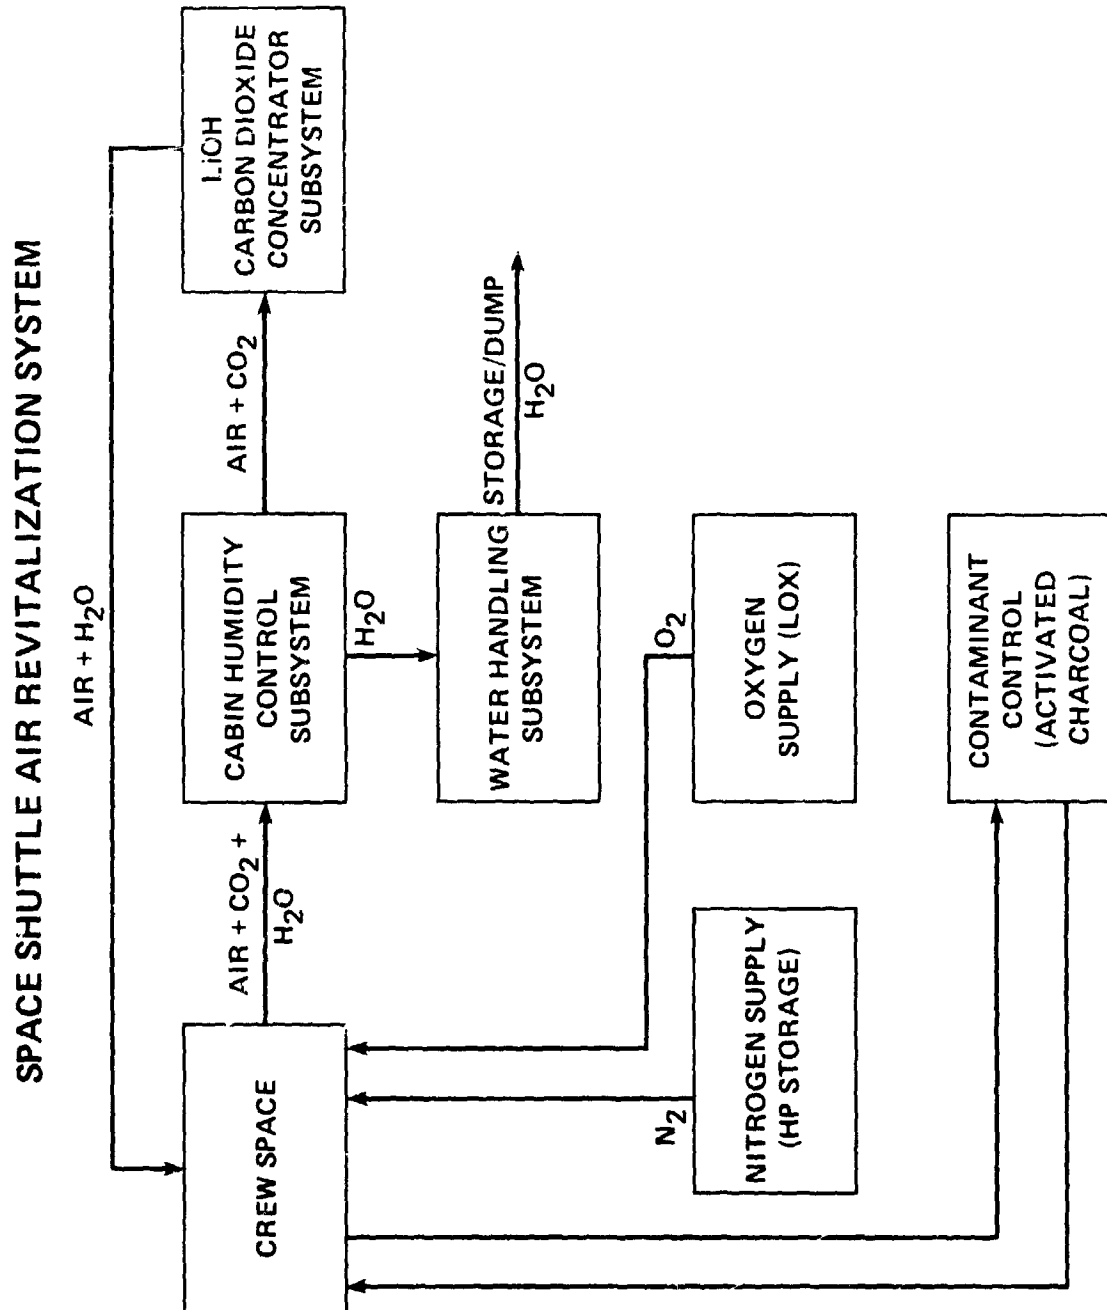 SPACE SHUTTLE AIR REVITALIZATION SYSTEM
AIR + H2O
CREW SPACE
AIR + CO2 +
H2O
CABIN HUMIDITY
CONTROL
SUBSYSTEM
AIR + CO2
LiOH
CARBON DIOXIDE
CONCENTRATOR
SUBSYSTEM
H2O
WATER HANDLING
SUBSYSTEM
STORAGE/DUMP
H2O
N2
NITROGEN SUPPLY
(HP STORAGE)
O2
OXYGEN
SUPPLY (LOX)
CONTAMINANT
CONTROL
(ACTIVATED
CHARCOAL)